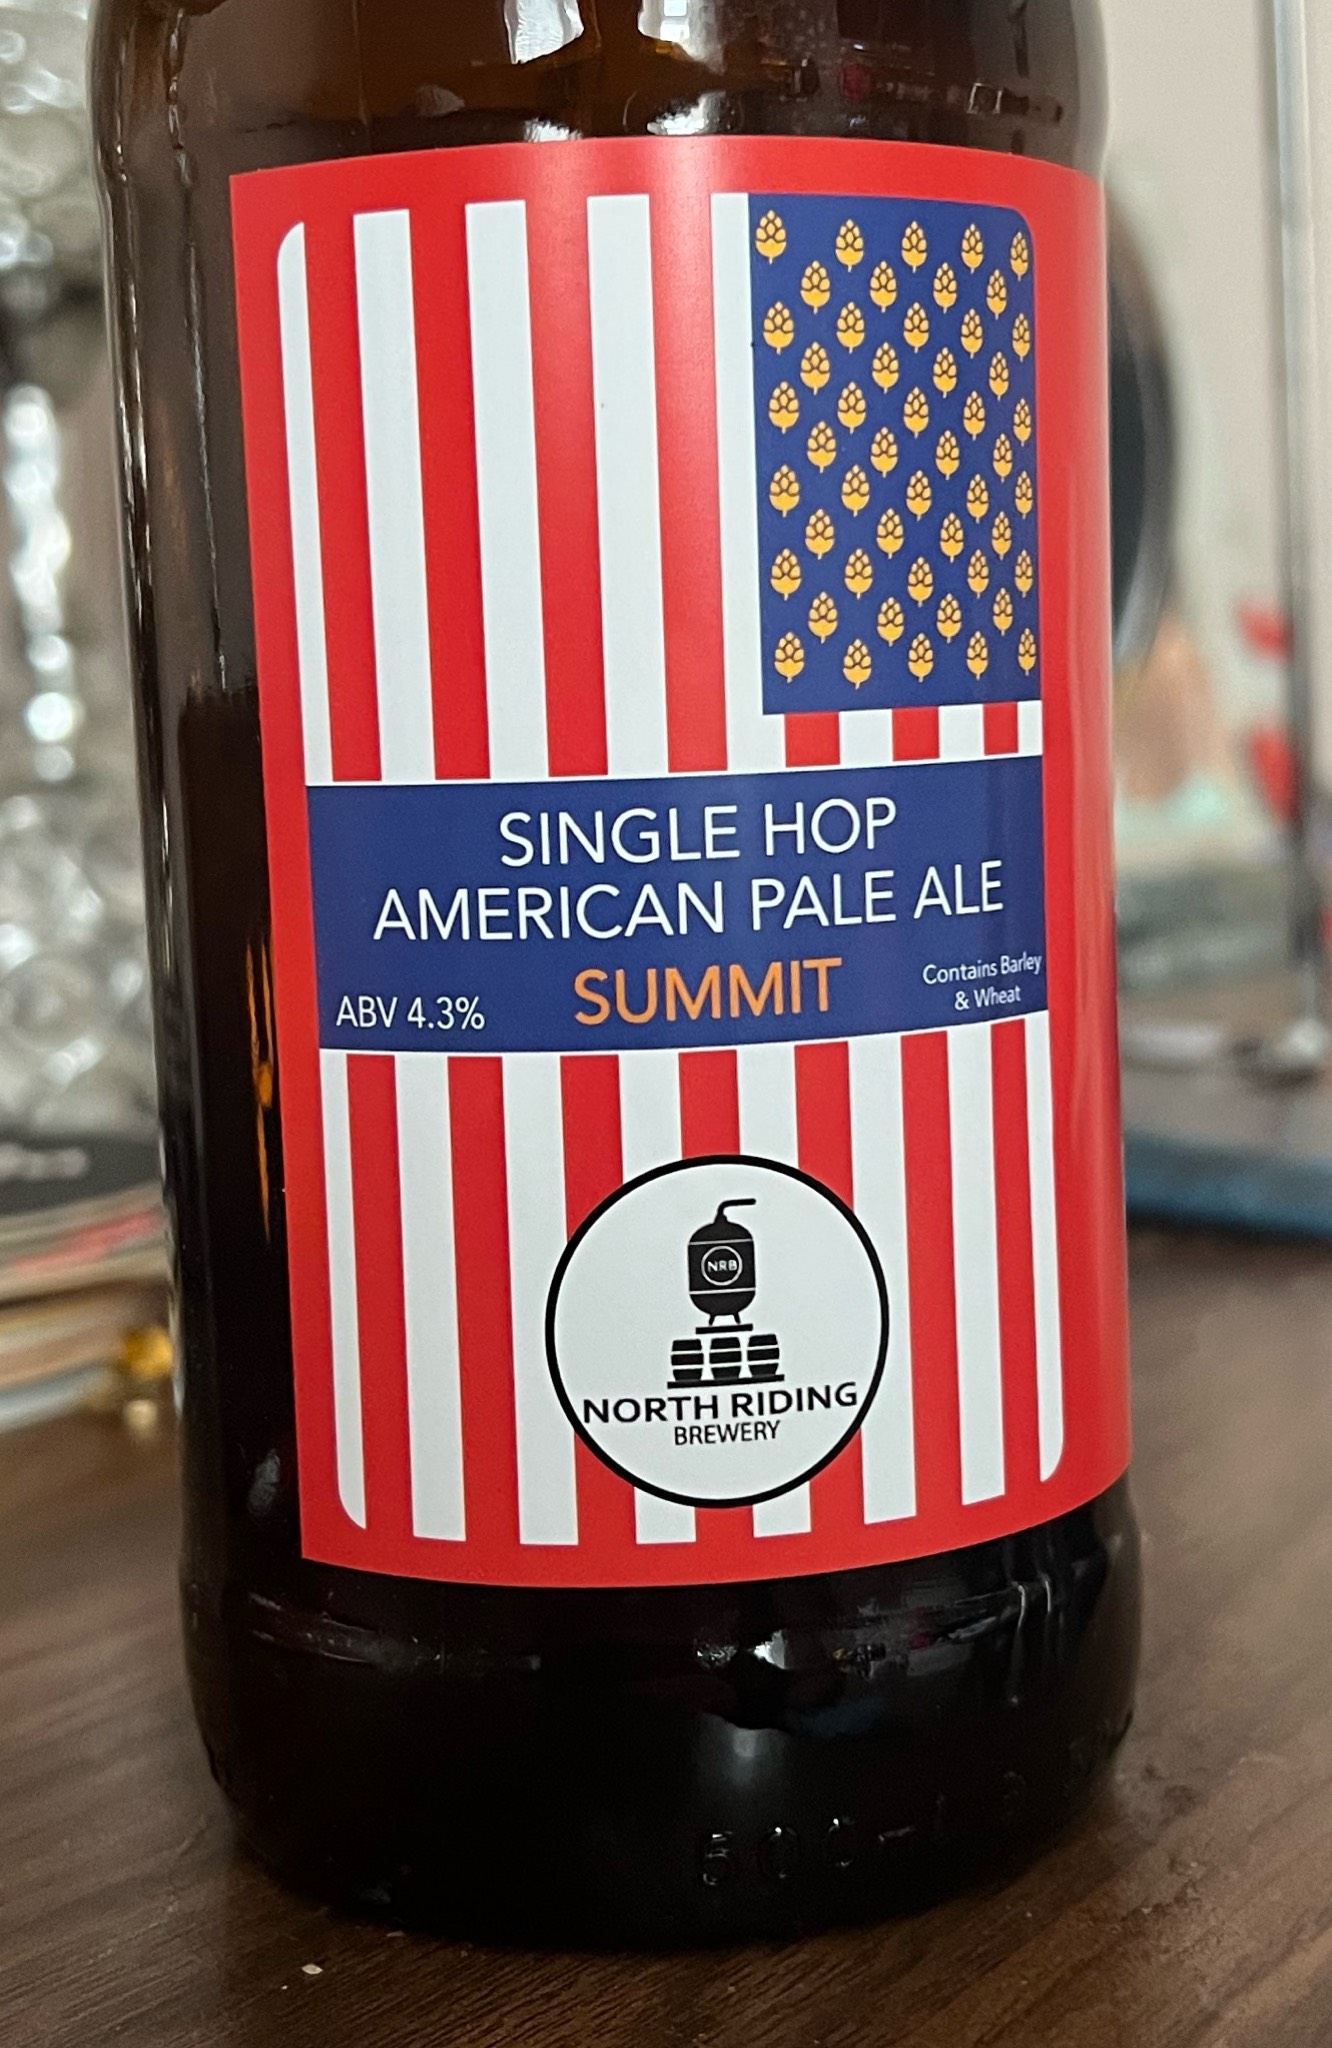 SINGLE HOP
AMERICAN PALE ALE
SUMMIT
ABV 4.3%
Contains Barley
& Wheat
NRB
NORTH RIDING
BREWERY